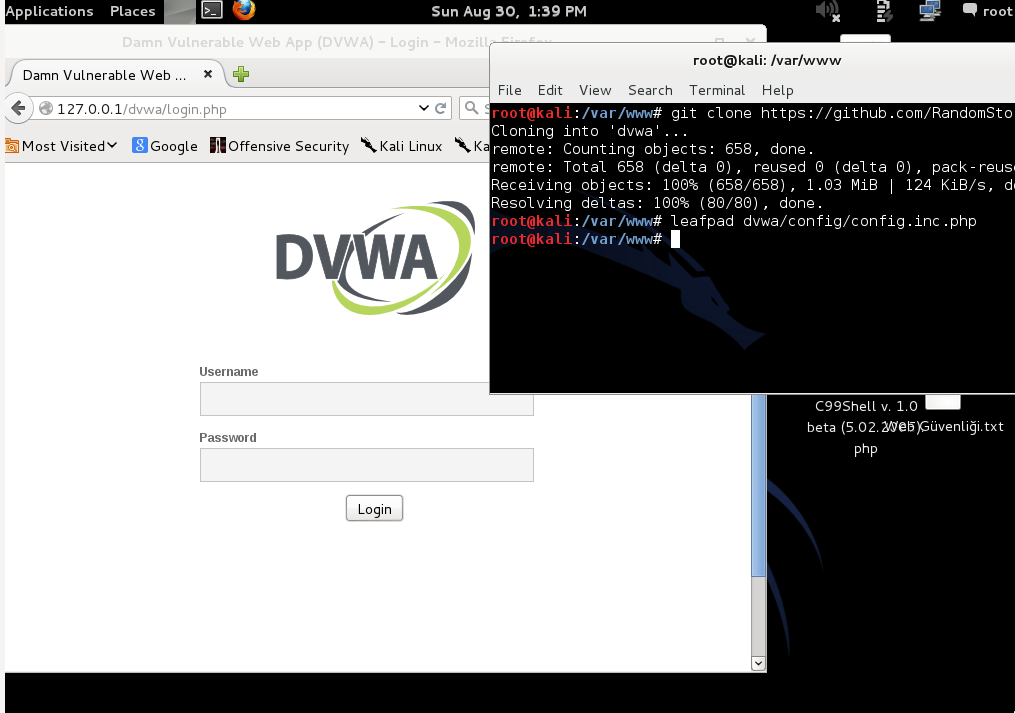 Applications Places Sun Aug 30, 1:39 PM root
Damn Vulnerable Web App (DVWA) - Login - Mozilla Firefox
Damn Vulnerable Web ...
127.0.0.1/dvwa/login.php
Most Visited Google Offensive Security Kali Linux Ka
DVWA
Username
Password
Login
root@kali: /var/www
File Edit View Search Terminal Help
root@kali:/var/www# git clone https://github.com/RandomSto
Cloning into 'dvwa'...
remote: Counting objects: 658, done.
remote: Total 658 (delta 0), reused 0 (delta 0), pack-reus
Receiving objects: 100% (658/658), 1.03 MiB | 124 KiB/s, d
Resolving deltas: 100% (80/80), done.
root@kali:/var/www# leafpad dvwa/config/config.inc.php
root@kali:/var/www#
C99Shell v. 1.0
beta (5.02.2005)
php
Web Güvenliği.txt